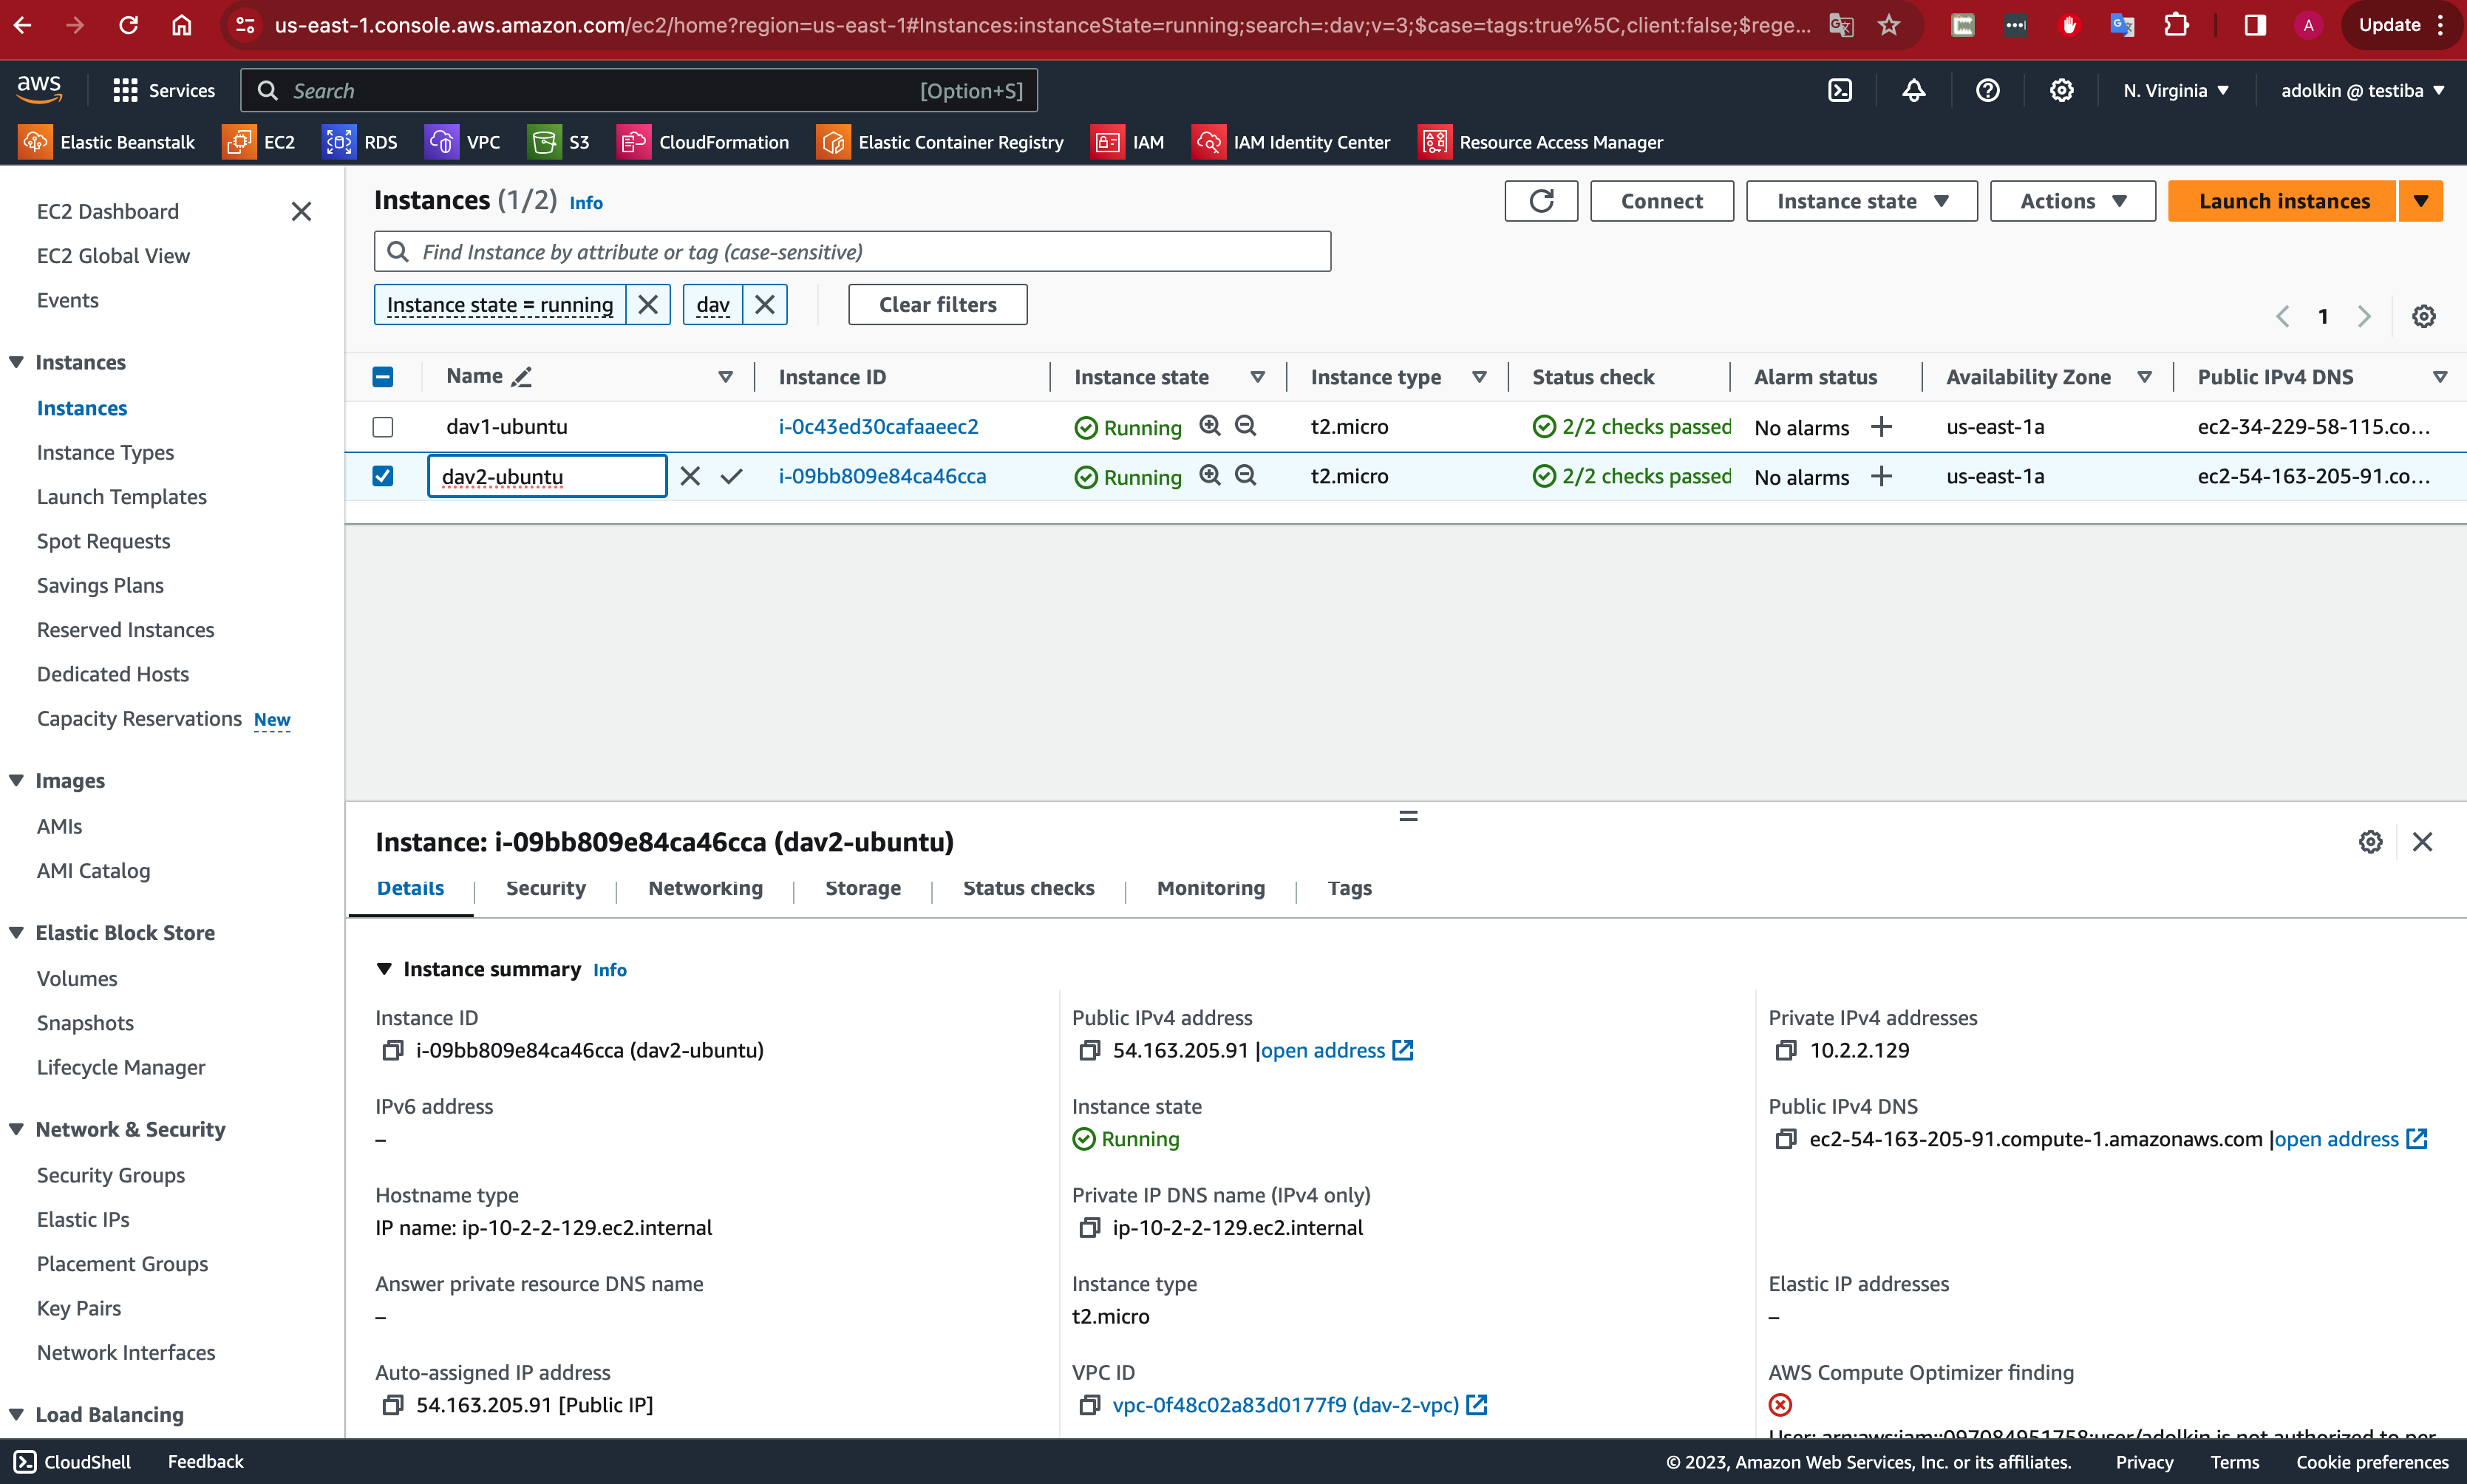 us-east-1.console.aws.amazon.com/ec2/home?region=us-east-1#Instances:instanceState=running;search=:dav;v=3;$case=tags:true%5C,client:false;$rege...
A
Update
aws
Services
Search
[Option+S]
N. Virginia
adolkin @ testiba
Elastic Beanstalk
EC2
RDS
VPC
S3
CloudFormation
Elastic Container Registry
IAM
IAM Identity Center
Resource Access Manager
EC2 Dashboard
EC2 Global View
Events
Instances
Instances
Instance Types
Launch Templates
Spot Requests
Savings Plans
Reserved Instances
Dedicated Hosts
Capacity Reservations New
Images
AMIs
AMI Catalog
Elastic Block Store
Volumes
Snapshots
Lifecycle Manager
Network & Security
Security Groups
Elastic IPs
Placement Groups
Key Pairs
Network Interfaces
Load Balancing
Instances (1/2) Info
Connect
Instance state
Actions
Launch instances
Find Instance by attribute or tag (case-sensitive)
Instance state = running
dav
Clear filters
1
Name Instance ID Instance state Instance type Status check Alarm status Availability Zone Public IPv4 DNS
dav1-ubuntu i-0c43ed30cafaaeec2 Running t2.micro 2/2 checks passed No alarms us-east-1a ec2-34-229-58-115.co...
dav2-ubuntu i-09bb809e84ca46cca Running t2.micro 2/2 checks passed No alarms us-east-1a ec2-54-163-205-91.co...
Instance: i-09bb809e84ca46cca (dav2-ubuntu)
Details Security Networking Storage Status checks Monitoring Tags
Instance summary Info
Instance ID
i-09bb809e84ca46cca (dav2-ubuntu)
Public IPv4 address
54.163.205.91 |open address
Private IPv4 addresses
10.2.2.129
IPv6 address
–
Instance state
Running
Public IPv4 DNS
ec2-54-163-205-91.compute-1.amazonaws.com |open address
Hostname type
IP name: ip-10-2-2-129.ec2.internal
Private IP DNS name (IPv4 only)
ip-10-2-2-129.ec2.internal
Answer private resource DNS name
–
Instance type
t2.micro
Elastic IP addresses
–
Auto-assigned IP address
54.163.205.91 [Public IP]
VPC ID
vpc-0f48c02a83d0177f9 (dav-2-vpc)
AWS Compute Optimizer finding
User: arn:aws:iam::097084951758:user/adolkin is not authorized to per
CloudShell
Feedback
© 2023, Amazon Web Services, Inc. or its affiliates.
Privacy
Terms
Cookie preferences